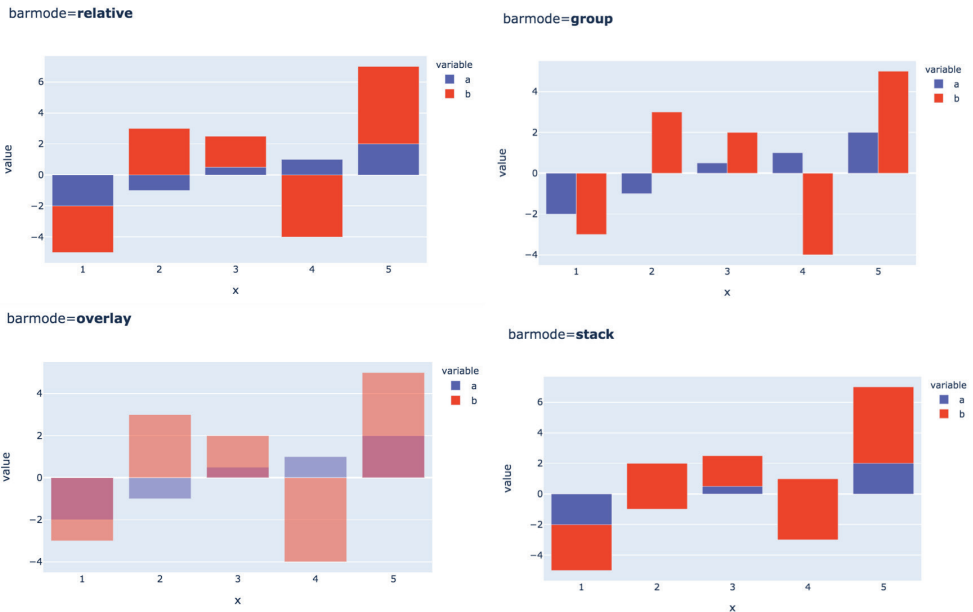 barmode=relative
variable
a
b
6
4
2
0
−2
−4
value
1 2 3 4 5
x
barmode=group
variable
a
b
4
2
0
−2
−4
value
1 2 3 4 5
x
barmode=overlay
variable
a
b
4
2
0
−2
−4
value
1 2 3 4 5
x
barmode=stack
variable
a
b
6
4
2
0
−2
−4
value
1 2 3 4 5
x